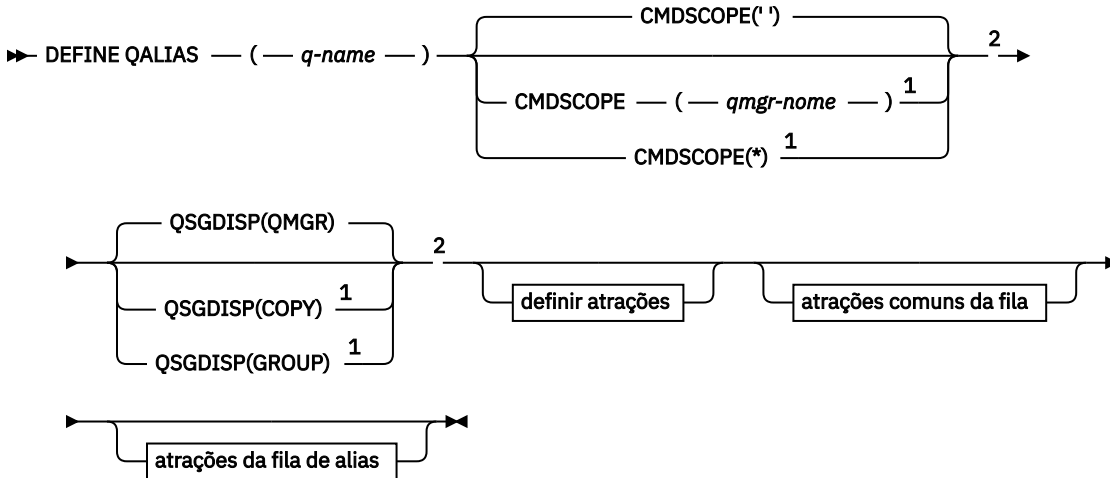 CMDSCOPE(' ')
DEFINE QALIAS ( q-name ) 2
CMDSCOPE ( qmgr-nome ) 1
CMDSCOPE(*) 1
QSGDISP(QMGR)
2
QSGDISP(COPY) 1
definir atrações
atrações comuns da fila
QSGDISP(GROUP) 1
atrações da fila de alias